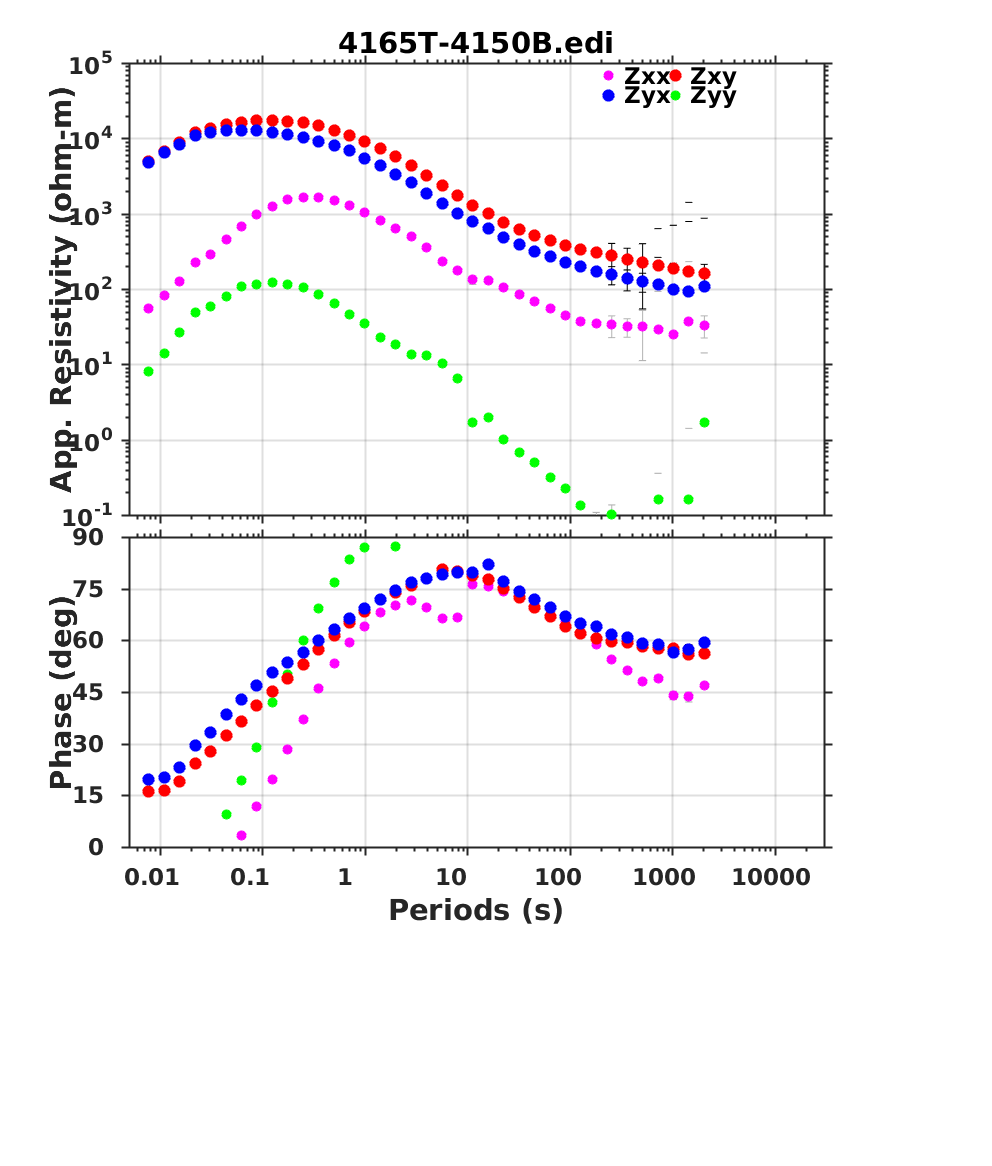 4165T-4150B.edi
Zxx Zxy
Zyx Zyy
App. Resistivity (ohm-m)
10^5
10^4
10^3
10^2
10^1
10^0
10^-1
Phase (deg)
90
75
60
45
30
15
0
0.01 0.1 1 10 100 1000 10000
Periods (s)